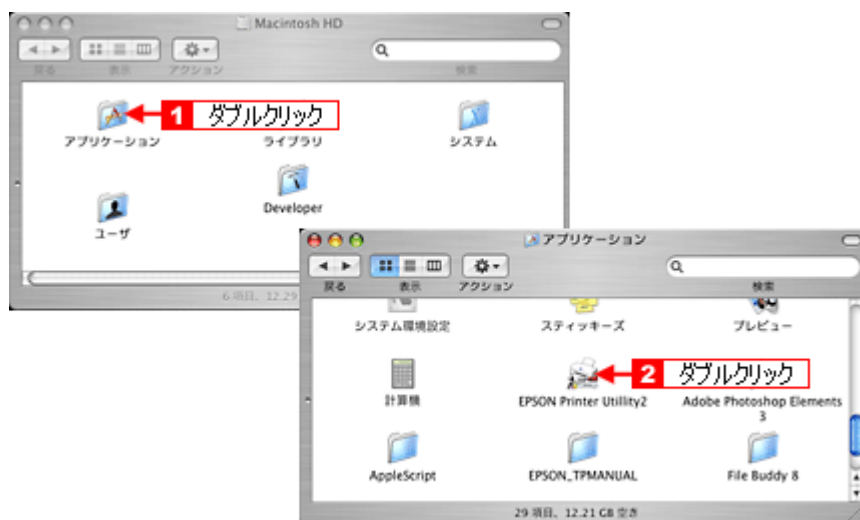 Macintosh HD
戻る 表示 アクション 検索
1 ダブルクリック
アプリケーション ライブラリ システム
ユーザ Developer
6 項目、12.29
アプリケーション
戻る 表示 アクション 検索
システム環境設定 スティッキーズ プレビュー
2 ダブルクリック
計算機 EPSON Printer Utillity2 Adobe Photoshop Elements
3
AppleScript EPSON_TPMANUAL File Buddy 8
29 項目、12.21 GB 空き